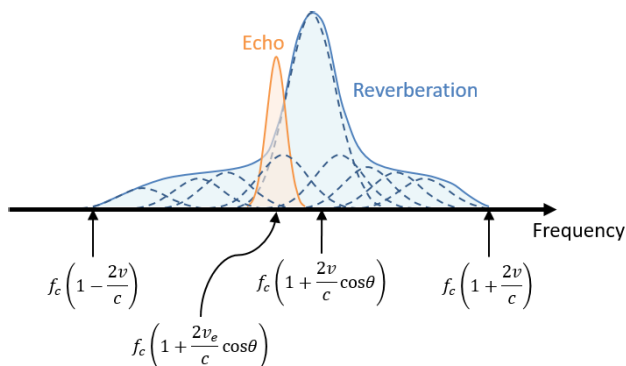 Echo
Reverberation
Frequency
f_c(1 − 2v/c)
f_c(1 + 2v_e/c cosθ)
f_c(1 + 2v/c cosθ)
f_c(1 + 2v/c)